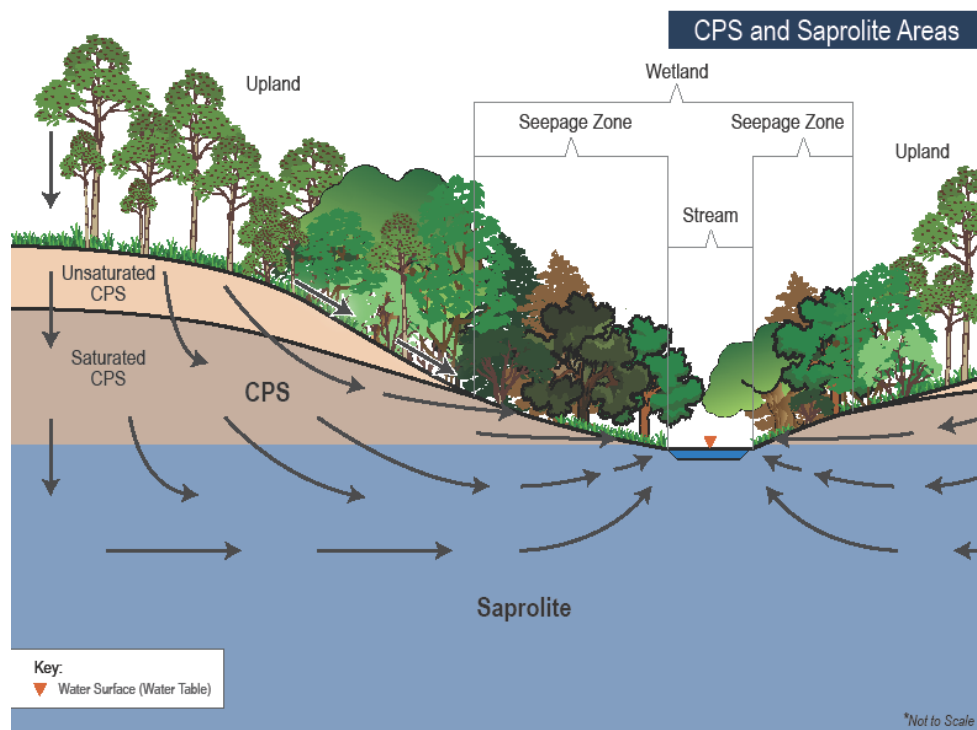 CPS and Saprolite Areas
Wetland
Upland
Seepage Zone
Seepage Zone
Upland
Stream
Unsaturated
CPS
Saturated
CPS
CPS
Saprolite
Key:
Water Surface (Water Table)
*Not to Scale